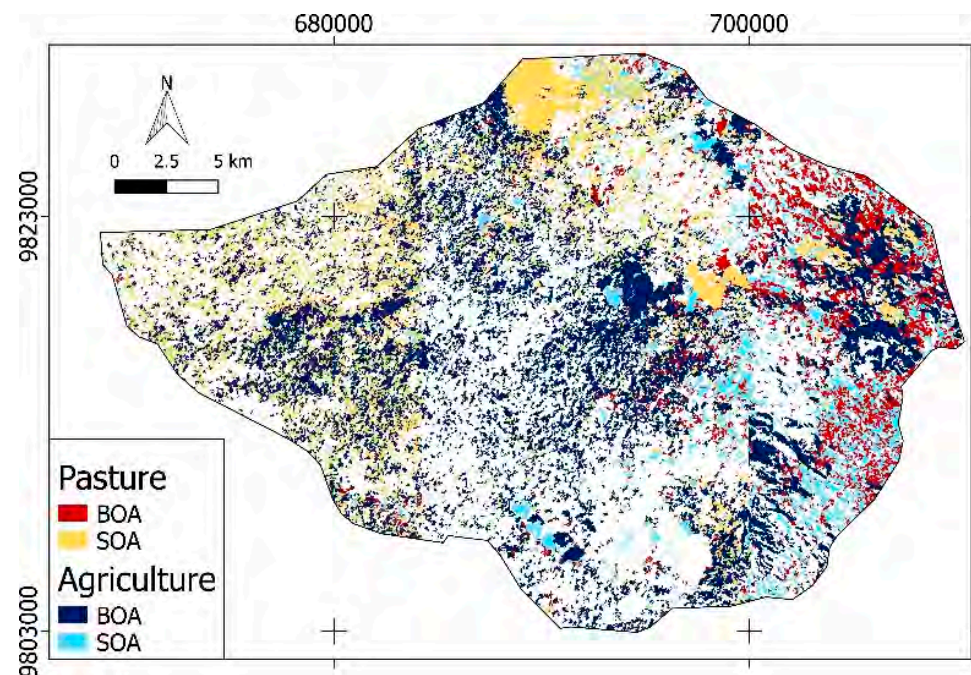 680000 700000
N
0 2.5 5 km
9823000
9803000
Pasture
BOA
SOA
Agriculture
BOA
SOA